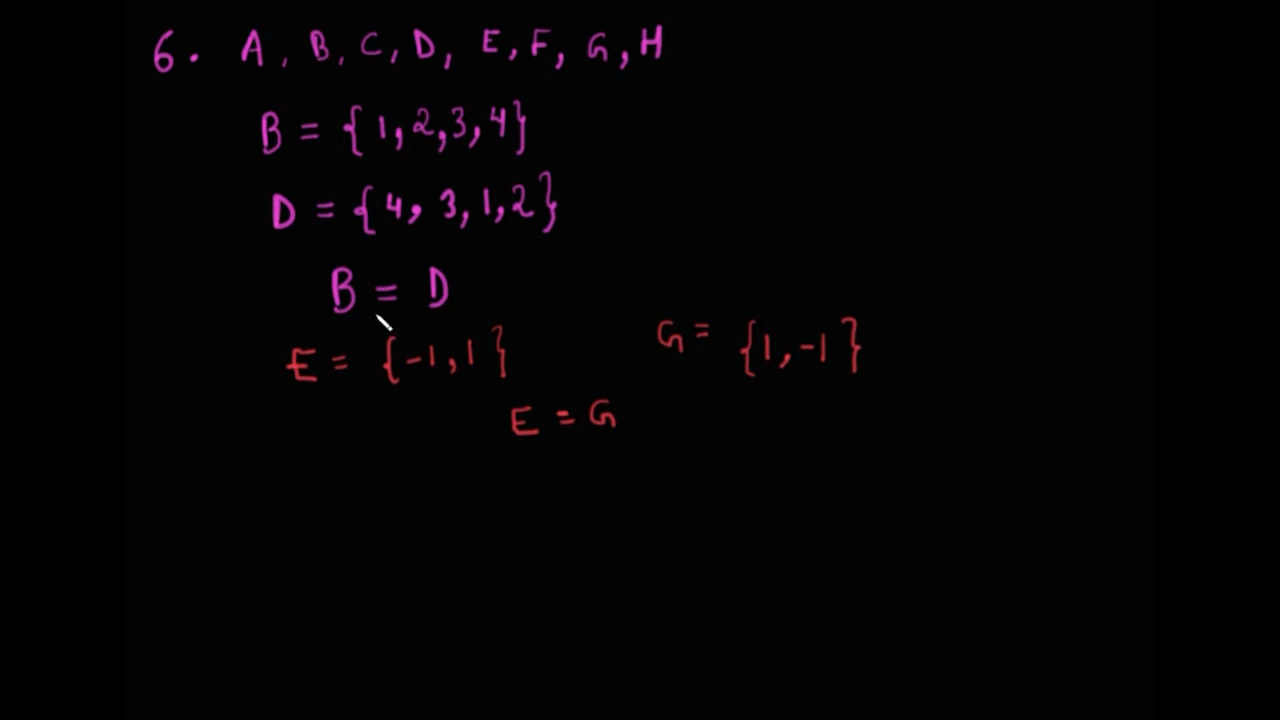 6. A, B, C, D, E, F, G, H
B = {1,2,3,4}
D = {4, 3,1,2}
B = D
E = {-1,1} G = {1,-1}
E = G